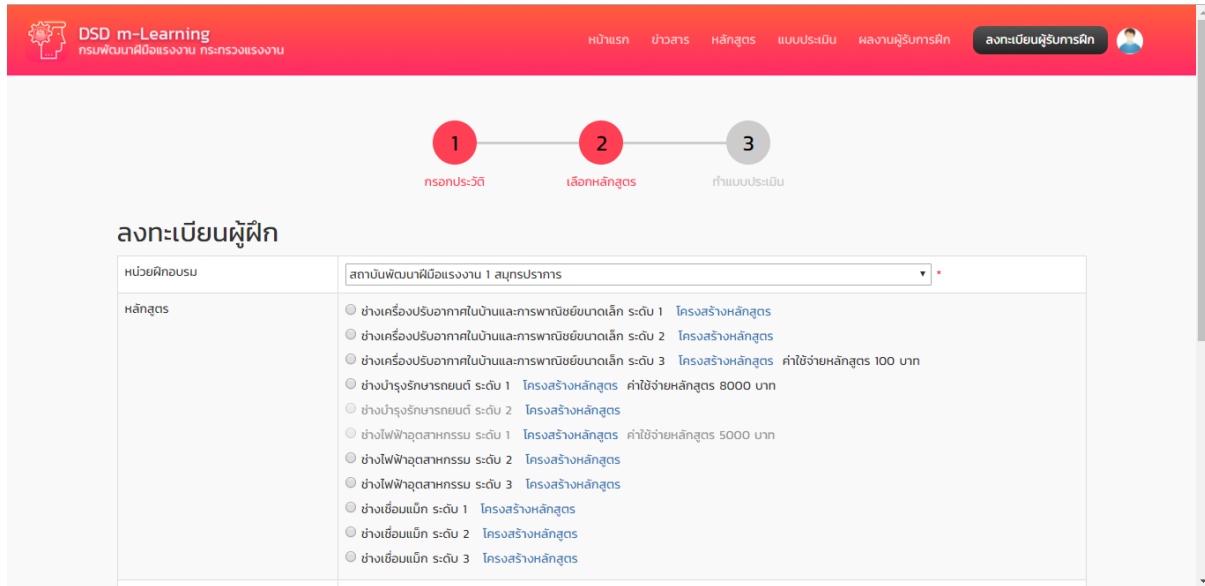 DSD m-Learning
กรมพัฒนาฝีมือแรงงาน กระทรวงแรงงาน
หน้าแรก ข่าวสาร หลักสูตร แบบประเมิน ผลงานผู้รับการฝึก ลงทะเบียนผู้รับการฝึก
1 2 3
กรอกประวัติ เลือกหลักสูตร ทำแบบประเมิน
ลงทะเบียนผู้ฝึก
หน่วยฝึกอบรม สถาบันพัฒนาฝีมือแรงงาน 1 สมุทรปราการ *
หลักสูตร ช่างเครื่องปรับอากาศในบ้านและการพาณิชย์ขนาดเล็ก ระดับ 1 โครงสร้างหลักสูตร
ช่างเครื่องปรับอากาศในบ้านและการพาณิชย์ขนาดเล็ก ระดับ 2 โครงสร้างหลักสูตร
ช่างเครื่องปรับอากาศในบ้านและการพาณิชย์ขนาดเล็ก ระดับ 3 โครงสร้างหลักสูตร ค่าใช้จ่ายหลักสูตร 100 บาท
ช่างบำรุงรักษารถยนต์ ระดับ 1 โครงสร้างหลักสูตร ค่าใช้จ่ายหลักสูตร 8000 บาท
ช่างบำรุงรักษารถยนต์ ระดับ 2 โครงสร้างหลักสูตร
ช่างไฟฟ้าอุตสาหกรรม ระดับ 1 โครงสร้างหลักสูตร ค่าใช้จ่ายหลักสูตร 5000 บาท
ช่างไฟฟ้าอุตสาหกรรม ระดับ 2 โครงสร้างหลักสูตร
ช่างไฟฟ้าอุตสาหกรรม ระดับ 3 โครงสร้างหลักสูตร
ช่างเชื่อมแม็ก ระดับ 1 โครงสร้างหลักสูตร
ช่างเชื่อมแม็ก ระดับ 2 โครงสร้างหลักสูตร
ช่างเชื่อมแม็ก ระดับ 3 โครงสร้างหลักสูตร